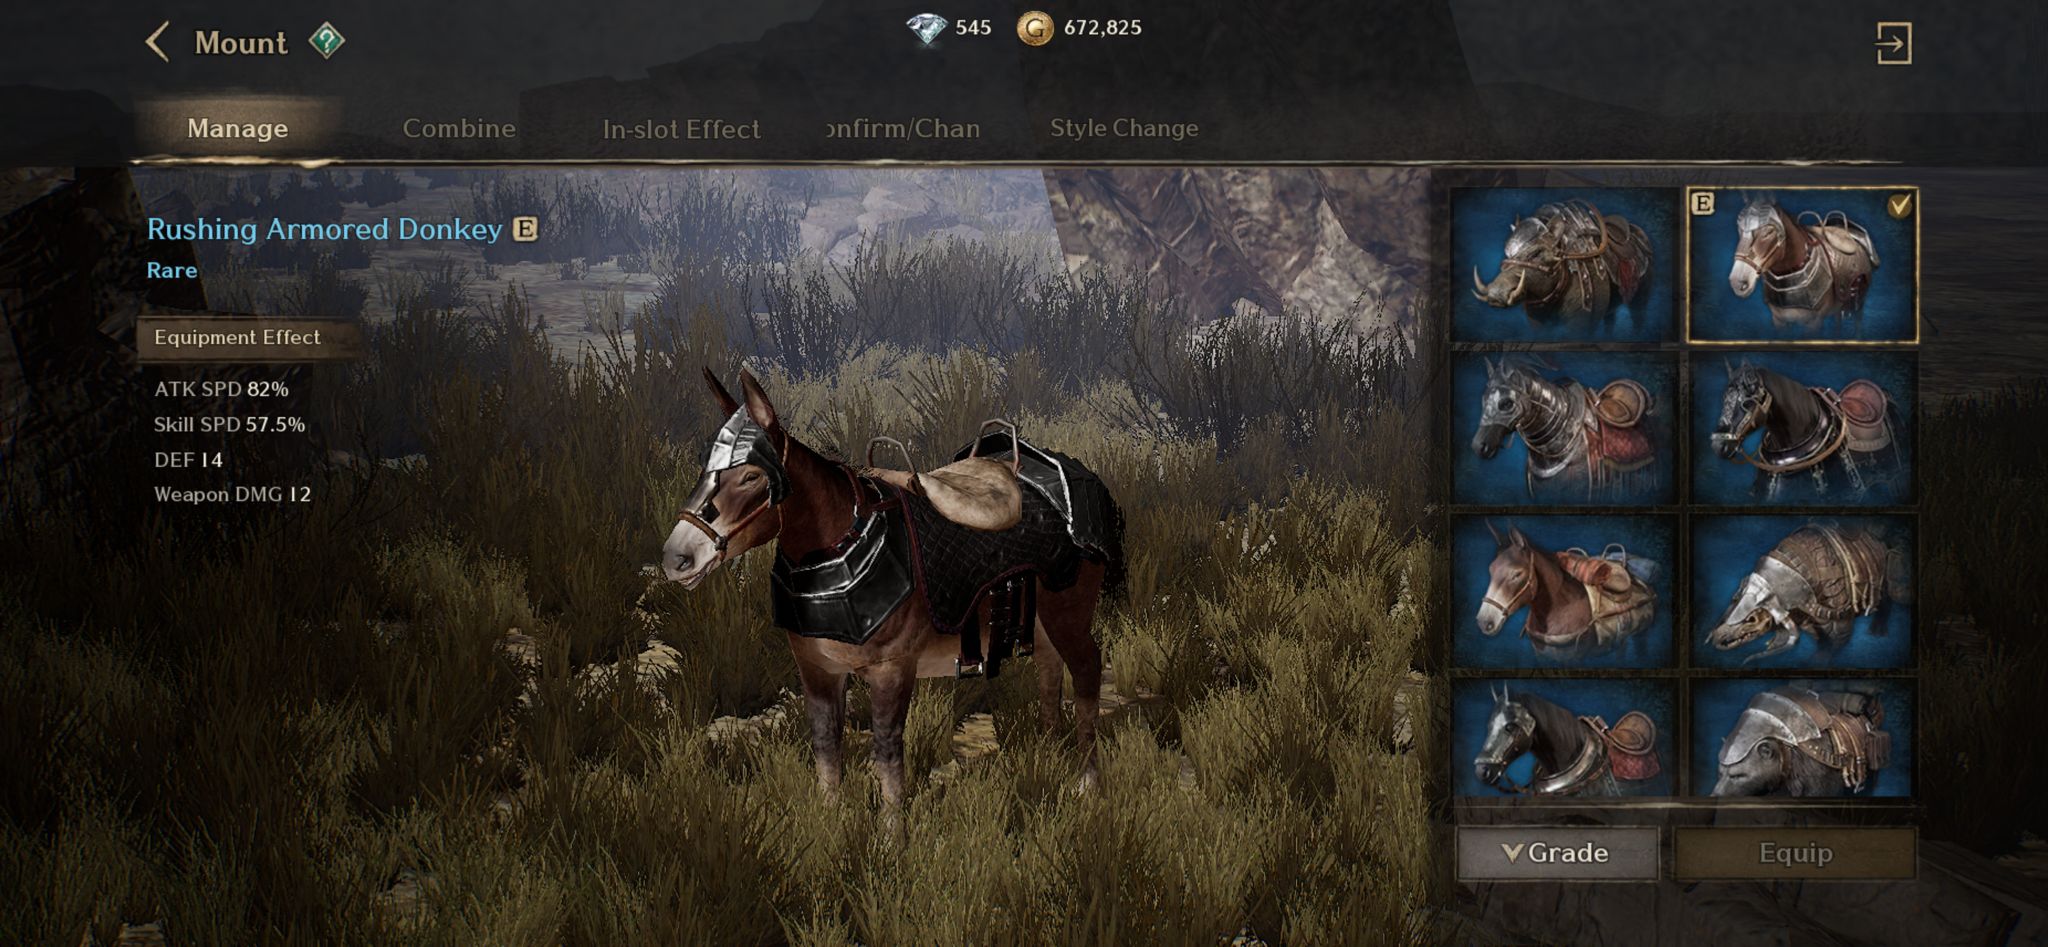 Mount
545
672,825
Manage
Combine
In-slot Effect
onfirm/Chan
Style Change
Rushing Armored Donkey E
Rare
Equipment Effect
ATK SPD 82%
Skill SPD 57.5%
DEF 14
Weapon DMG 12
E
Grade
Equip